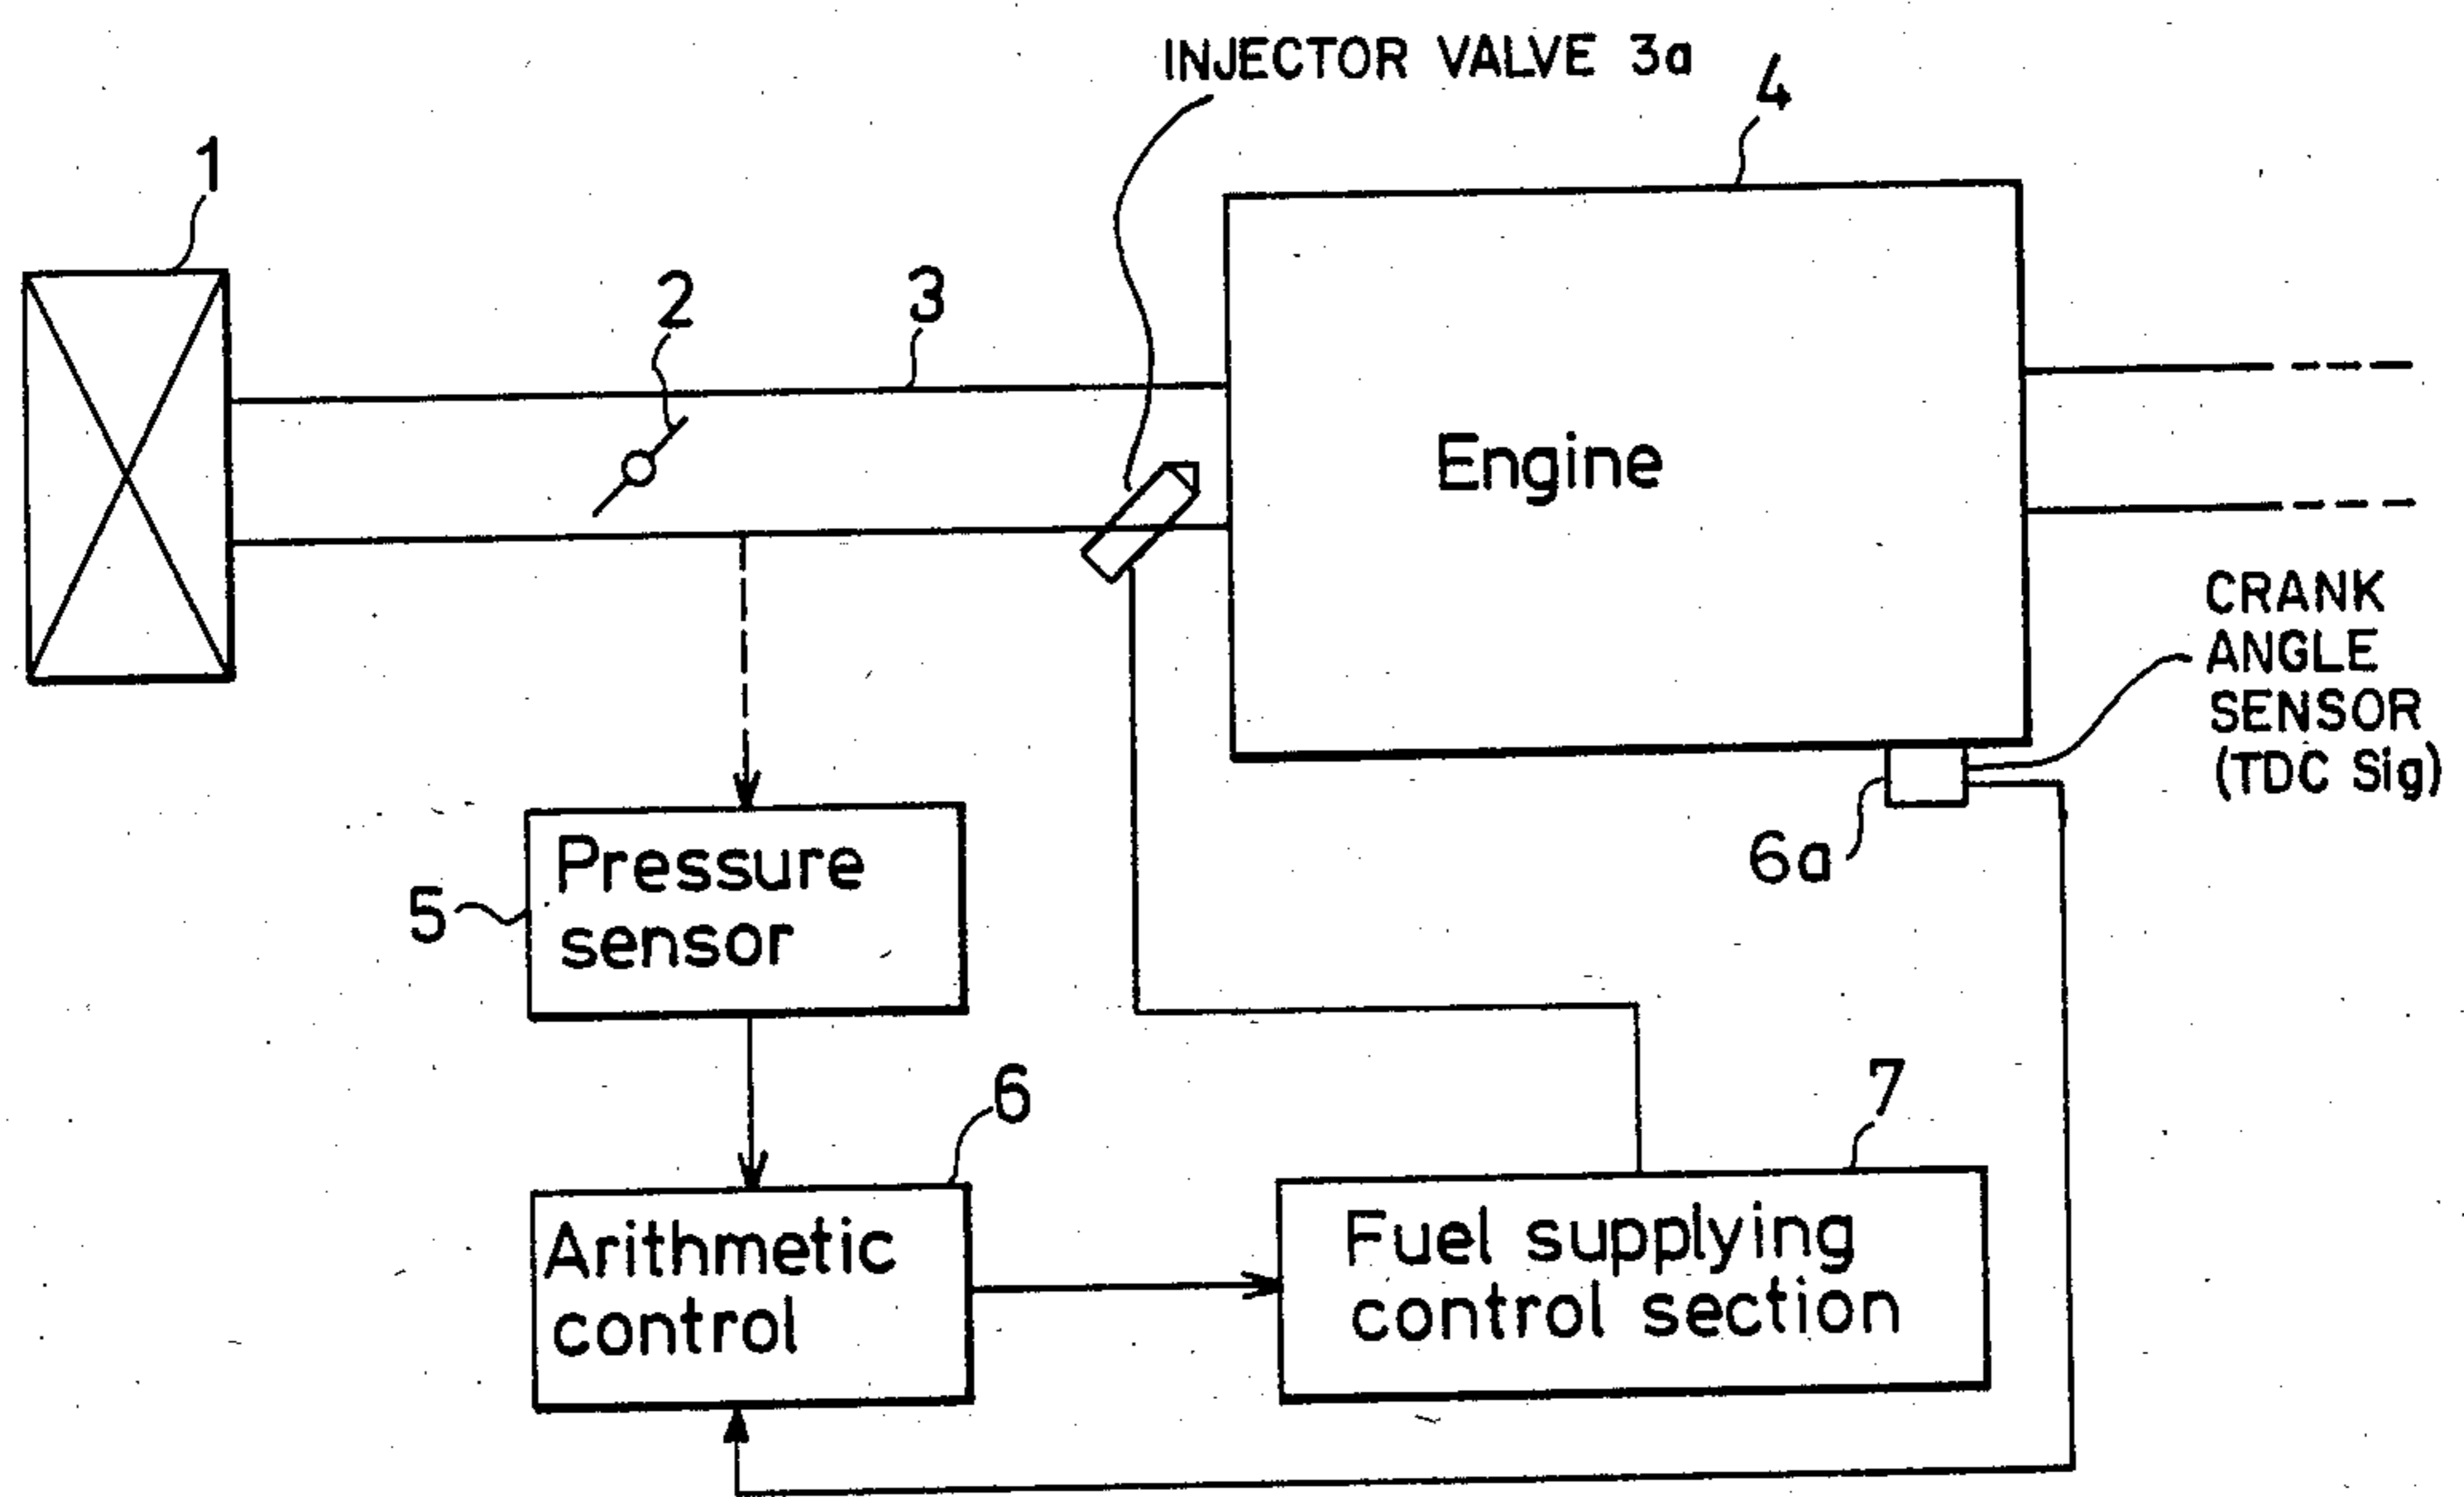 INJECTOR VALVE 3a
4
1
2
3
Engine
CRANK
ANGLE
SENSOR
(TDC Sig)
6a
Pressure
sensor
5
6
7
Arithmetic
control
Fuel supplying
control section